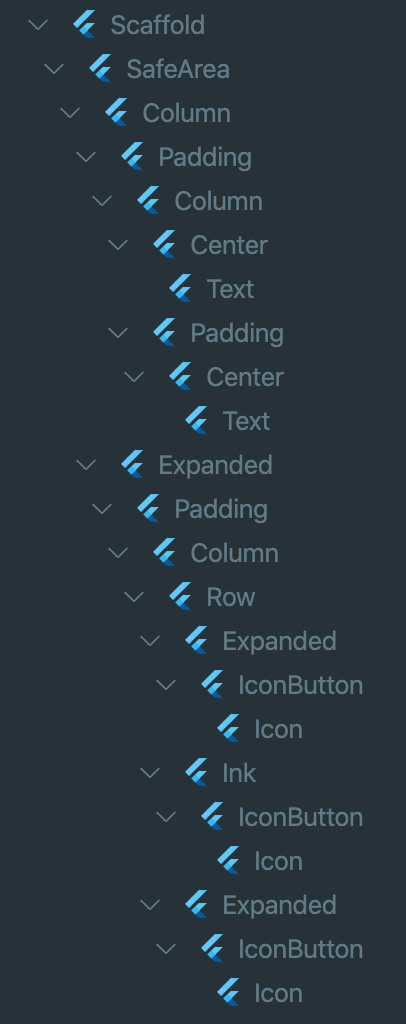 Scaffold
SafeArea
Column
Padding
Column
Center
Text
Padding
Center
Text
Expanded
Padding
Column
Row
Expanded
IconButton
Icon
Ink
IconButton
Icon
Expanded
IconButton
Icon